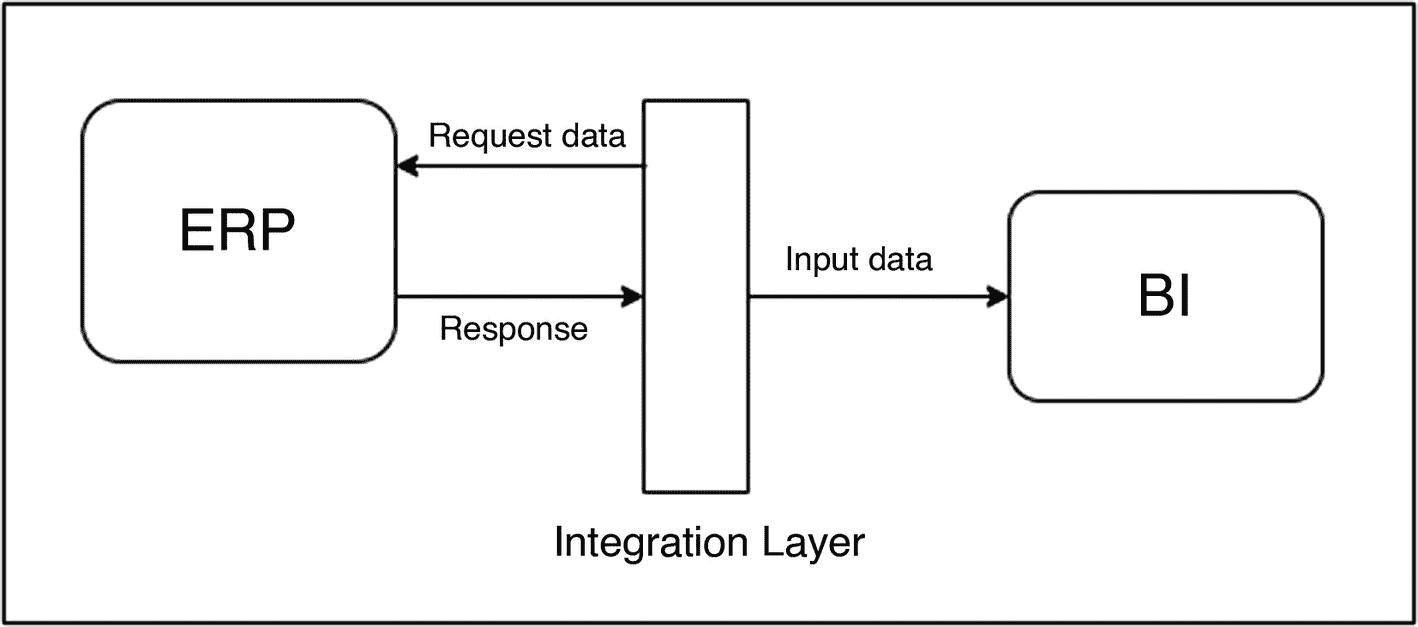 Request data
ERP
Input data
BI
Response
Integration Layer